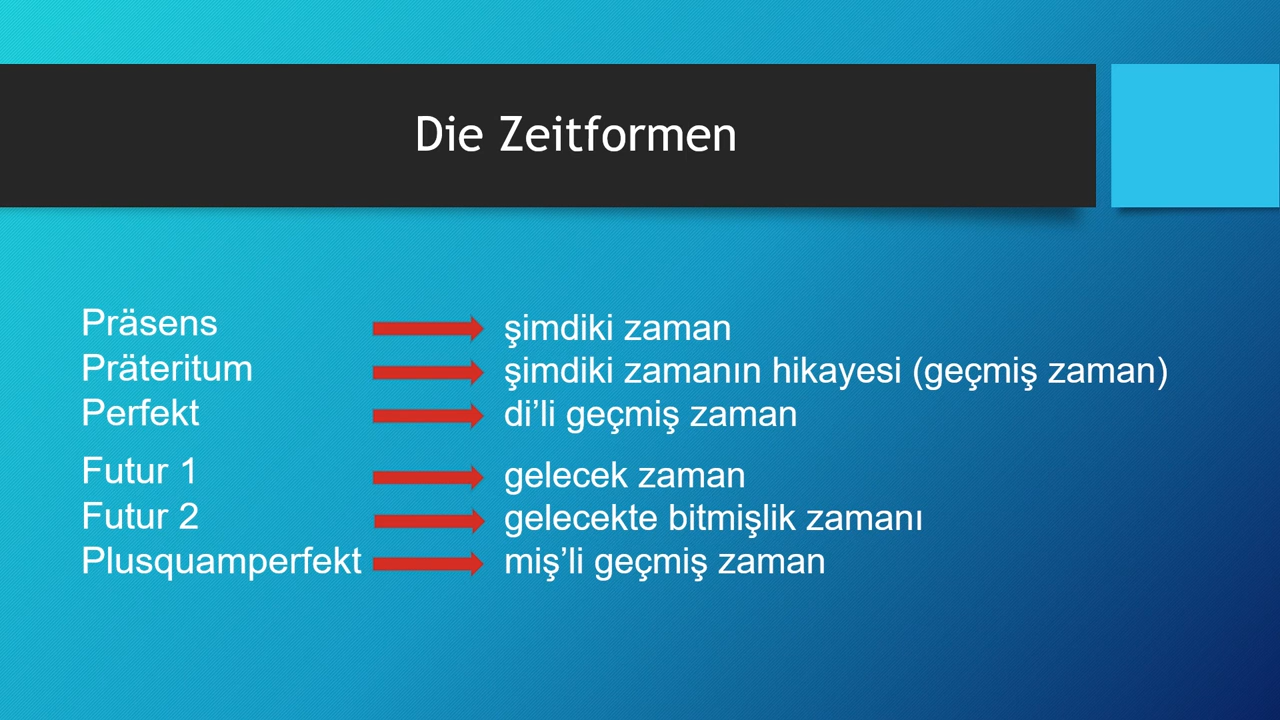 Die Zeitformen
Präsens şimdiki zaman
Präteritum şimdiki zamanın hikayesi (geçmiş zaman)
Perfekt di’li geçmiş zaman
Futur 1 gelecek zaman
Futur 2 gelecekte bitmişlik zamanı
Plusquamperfekt miş’li geçmiş zaman